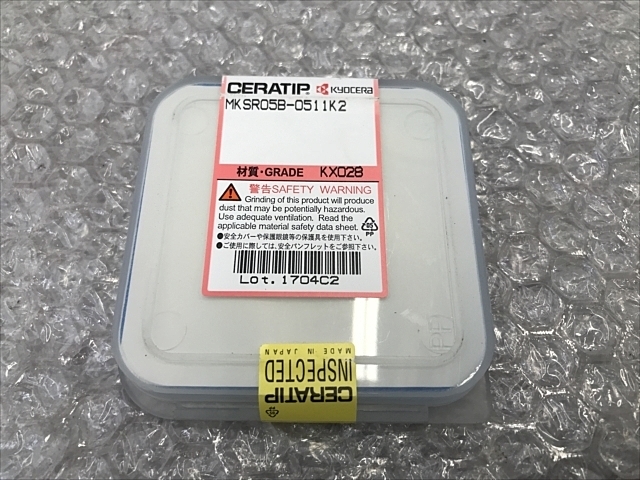 CERATIP KYOCERA
MKSR05B-0511K2
材質・GRADE KX028
警告SAFETY WARNING
Grinding of this product will produce
dust that may be potentially hazardous.
Use adequate ventilation. Read the
applicable material safety data sheet.
PP
●安全カバーや保護眼鏡等の保護具を使用下さい。
●ご使用に際しては、安全パンフレットをご参照下さい。
Lot.1704C2
MADE IN JAPAN
INSPECTED
CERATIP